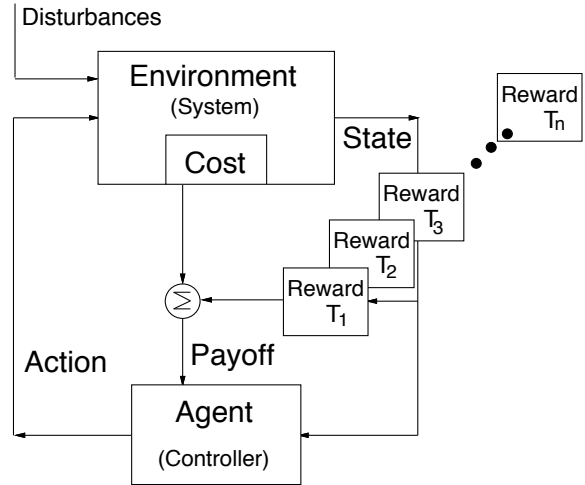 Disturbances
Environment
(System)
Cost
State
Reward
Tn
Reward
T3
Reward
T2
Reward
T1
Σ
Action
Payoff
Agent
(Controller)